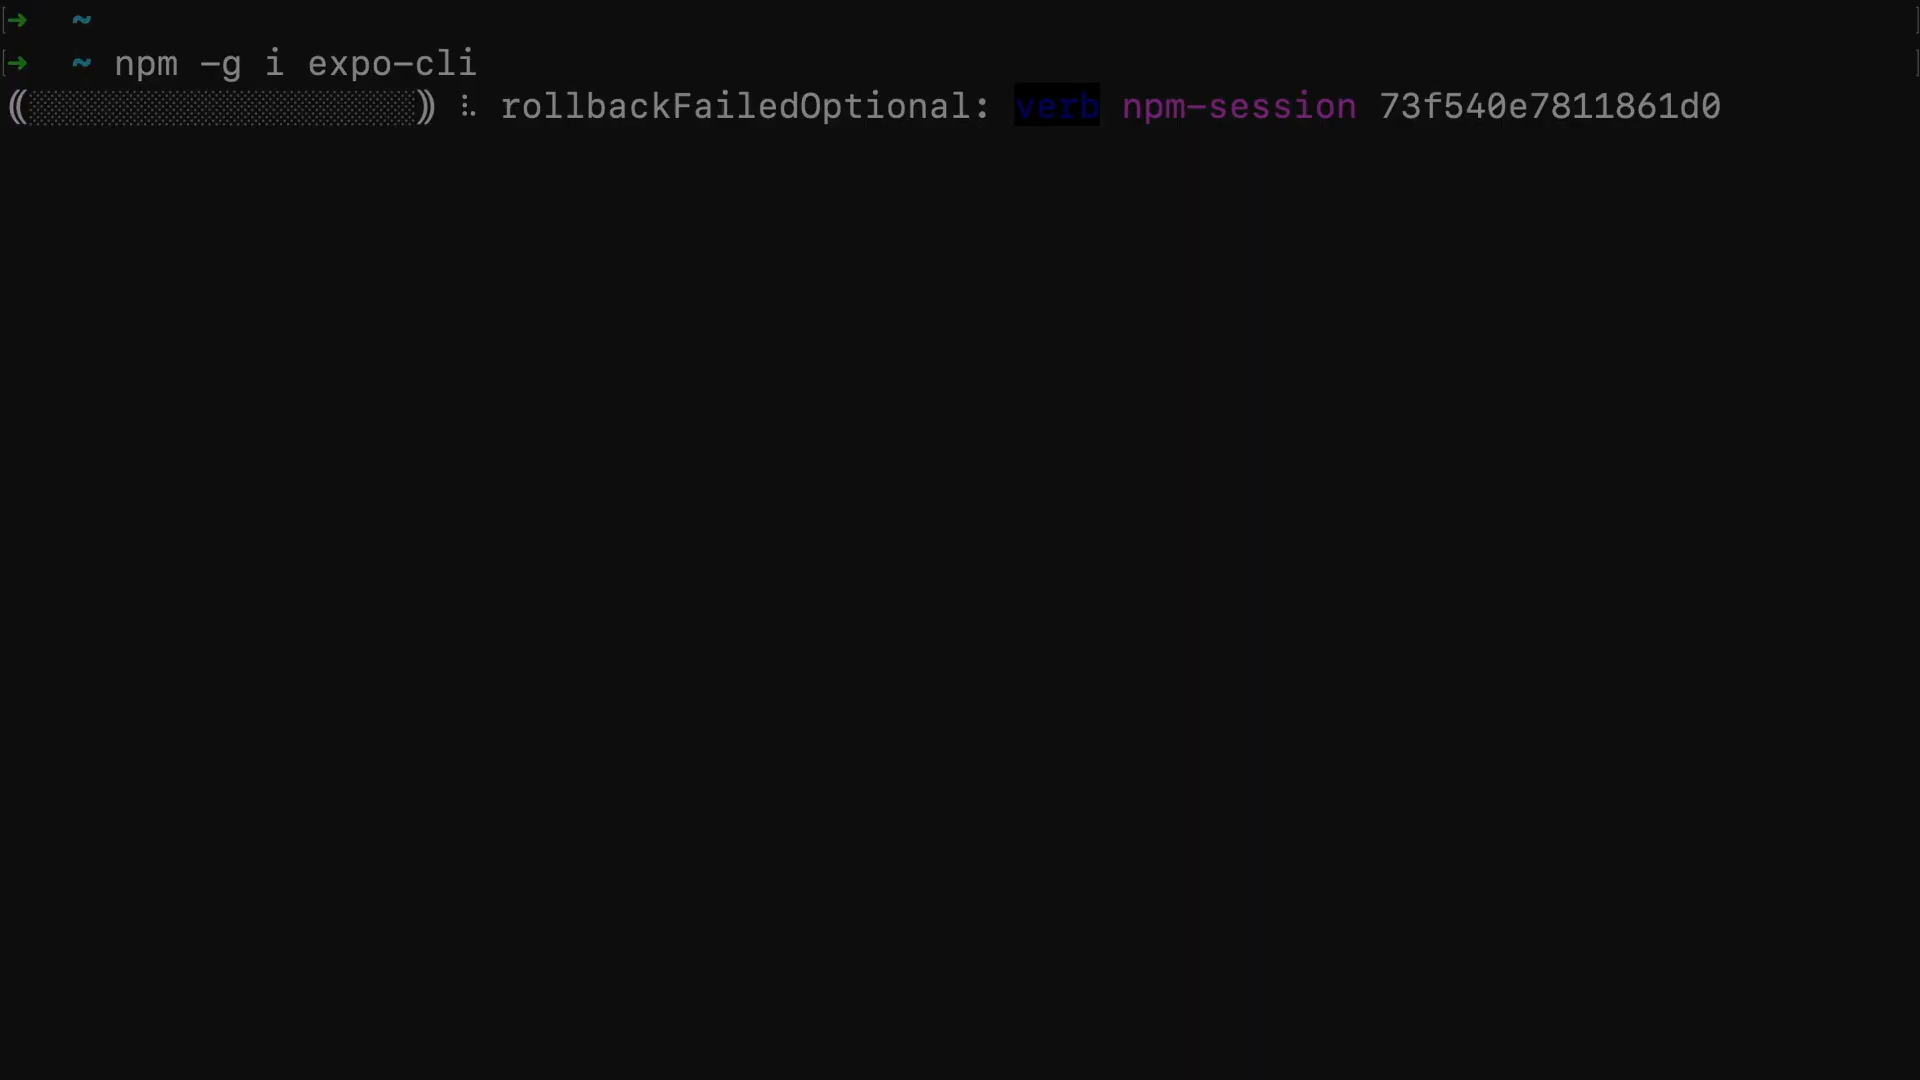 ➜ ~
➜ ~ npm -g i expo-cli
(░░░░░░░░░░░░░░░░░░) ⠧ rollbackFailedOptional: verb npm-session 73f540e7811861d0